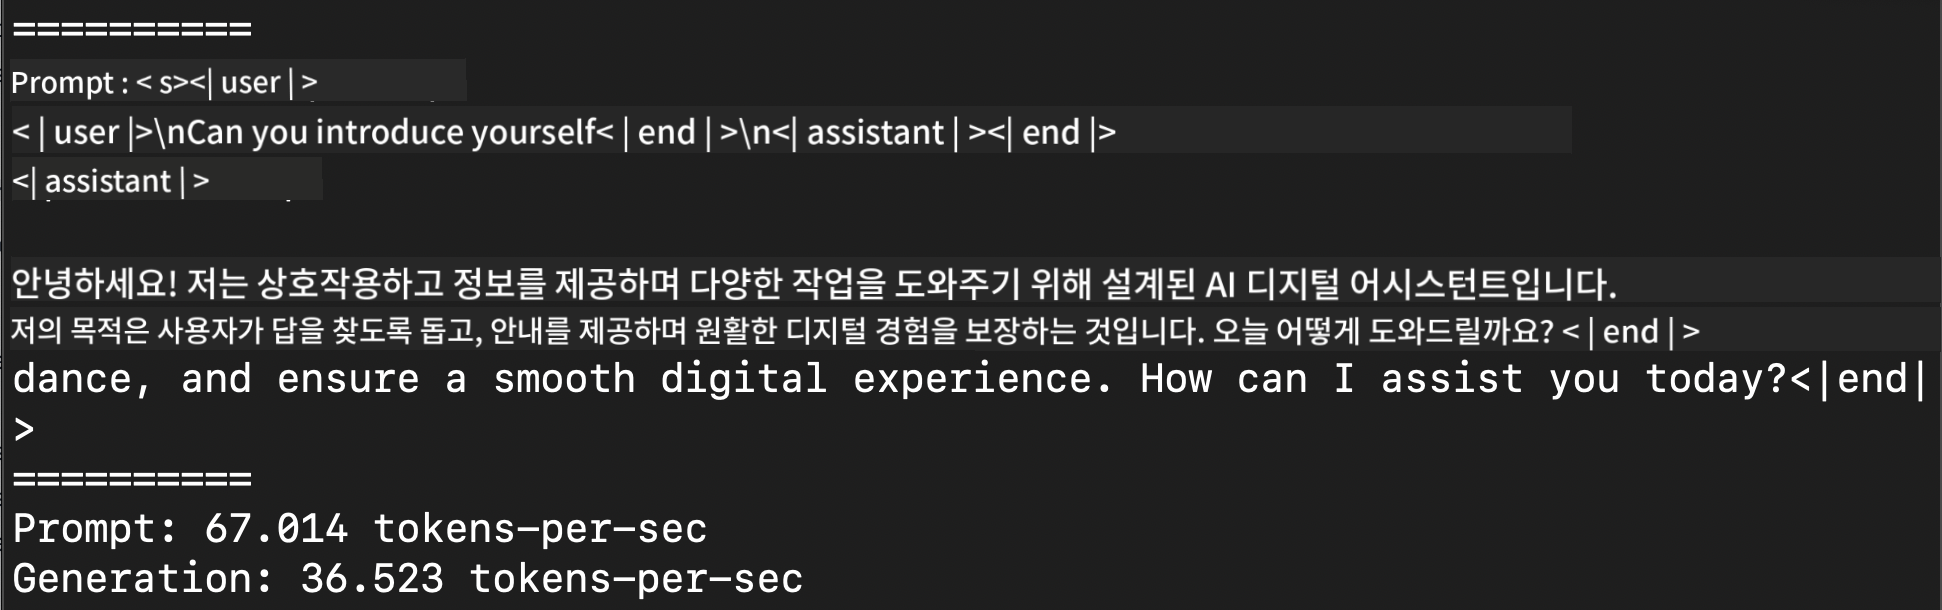 ==========
Prompt : < s><| user | >
< | user |>\nCan you introduce yourself< | end | >\n<| assistant | ><| end |>
<| assistant | >
안녕하세요! 저는 상호작용하고 정보를 제공하며 다양한 작업을 도와주기 위해 설계된 AI 디지털 어시스턴트입니다.
저의 목적은 사용자가 답을 찾도록 돕고, 안내를 제공하며 원활한 디지털 경험을 보장하는 것입니다. 오늘 어떻게 도와드릴까요? < | end | >
dance, and ensure a smooth digital experience. How can I assist you today?<|end|
>
==========
Prompt: 67.014 tokens-per-sec
Generation: 36.523 tokens-per-sec